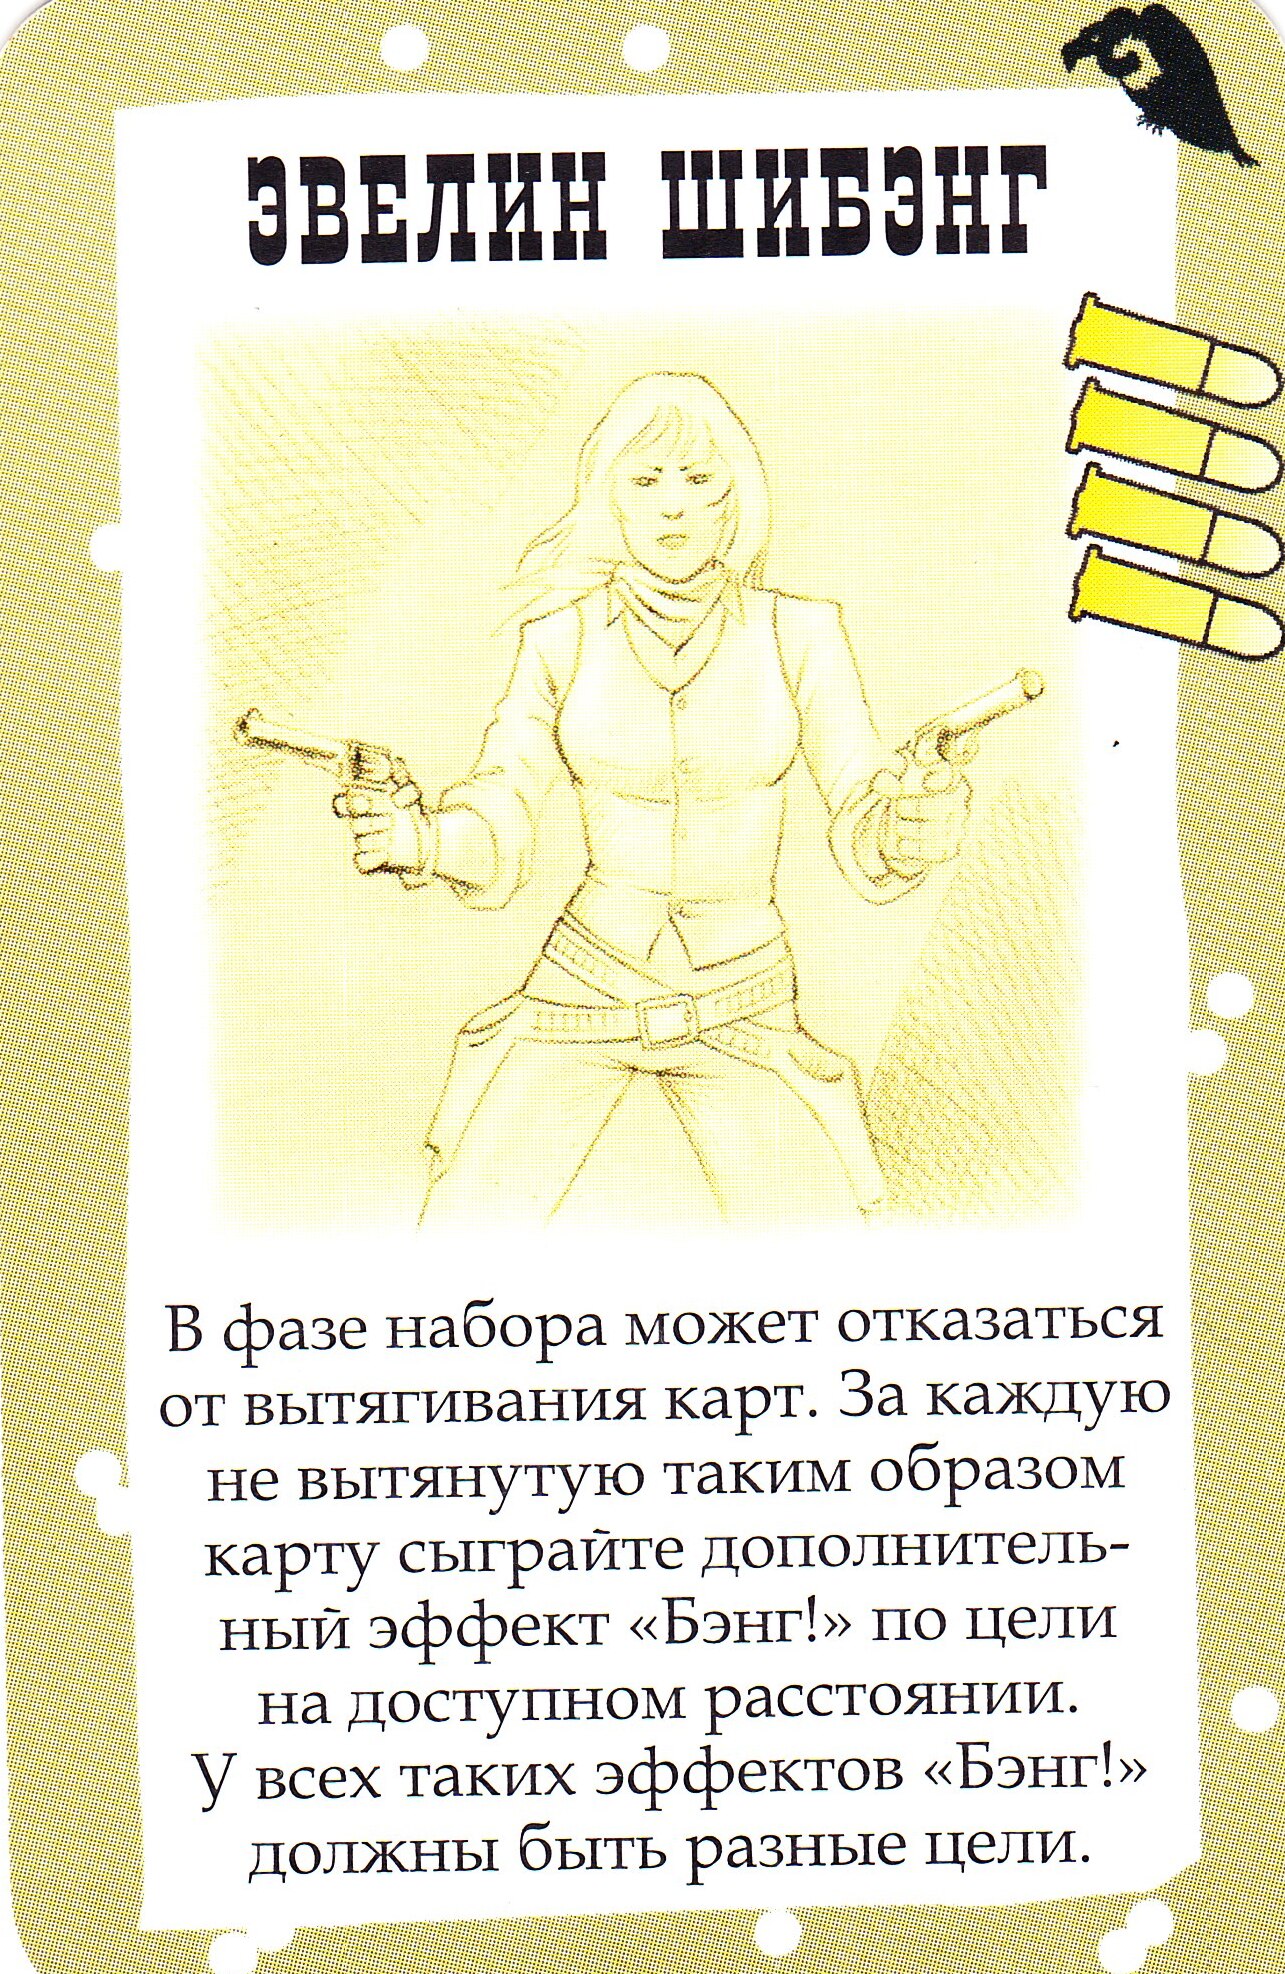 ЭВЕЛИН ШИБЭНГ
В фазе набора может отказаться
от вытягивания карт. За каждую
не вытянутую таким образом
карту сыграйте дополнитель-
ный эффект «Бэнг!» по цели
на доступном расстоянии.
У всех таких эффектов «Бэнг!»
должны быть разные цели.